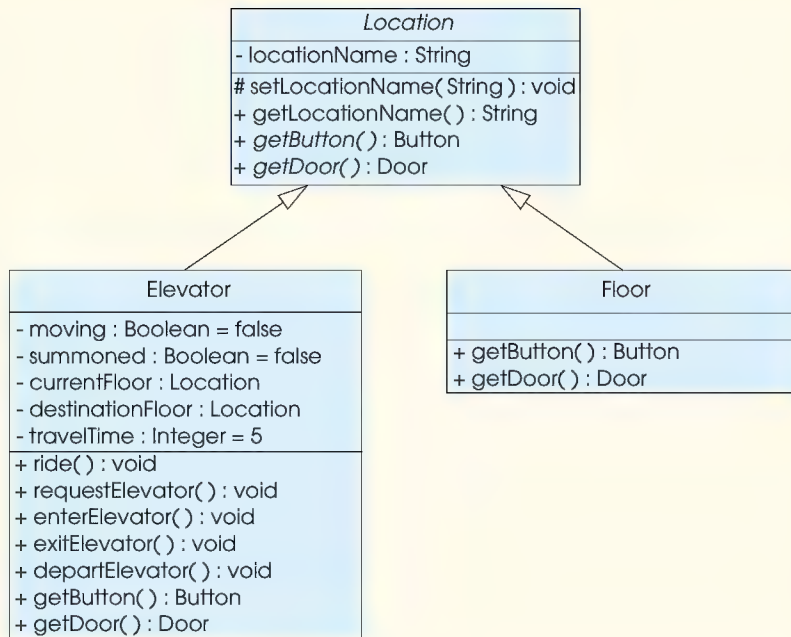 Location
- locationName : String
# setLocationName( String ) : void
+ getLocationName( ) : String
+ getButton( ) : Button
+ getDoor( ) : Door
Elevator
- moving : Boolean = false
- summoned : Boolean = false
- currentFloor : Location
- destinationFloor : Location
- travelTime : Integer = 5
+ ride( ) : void
+ requestElevator( ) : void
+ enterElevator( ) : void
+ exitElevator( ) : void
+ departElevator( ) : void
+ getButton( ) : Button
+ getDoor( ) : Door
Floor
+ getButton( ) : Button
+ getDoor( ) : Door